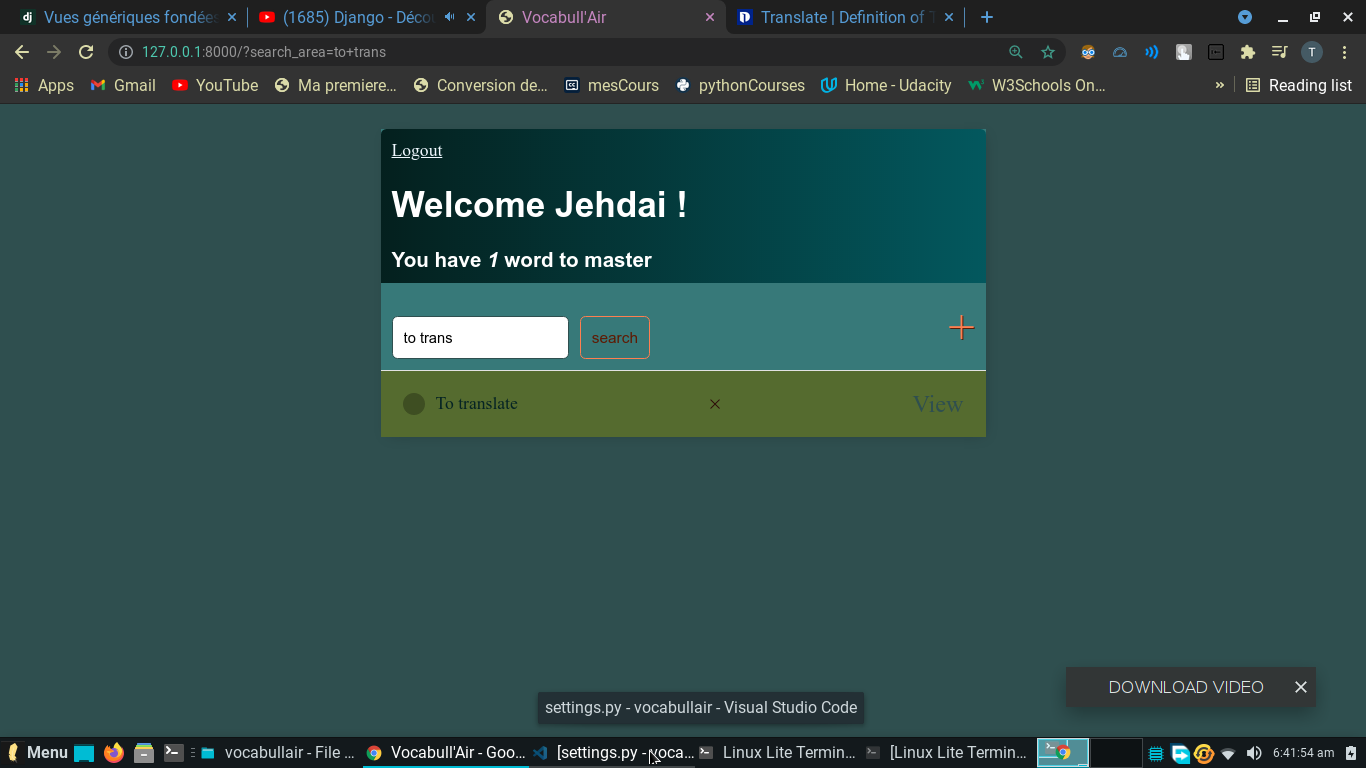 Vues génériques fondées
(1685) Django - Décou
Vocabull'Air
Translate | Definition of T
127.0.0.1:8000/?search_area=to+trans
T
Apps
Gmail
YouTube
Ma premiere...
Conversion de...
mesCours
pythonCourses
Home - Udacity
W3Schools On...
»
Reading list
Logout
Welcome Jehdai !
You have 1 word to master
to trans
search
To translate
×
View
DOWNLOAD VIDEO
settings.py - vocabullair - Visual Studio Code
Menu
vocabullair - File ...
Vocabull'Air - Goo...
[settings.py - voca...
Linux Lite Termin...
[Linux Lite Termin...
6:41:54 am